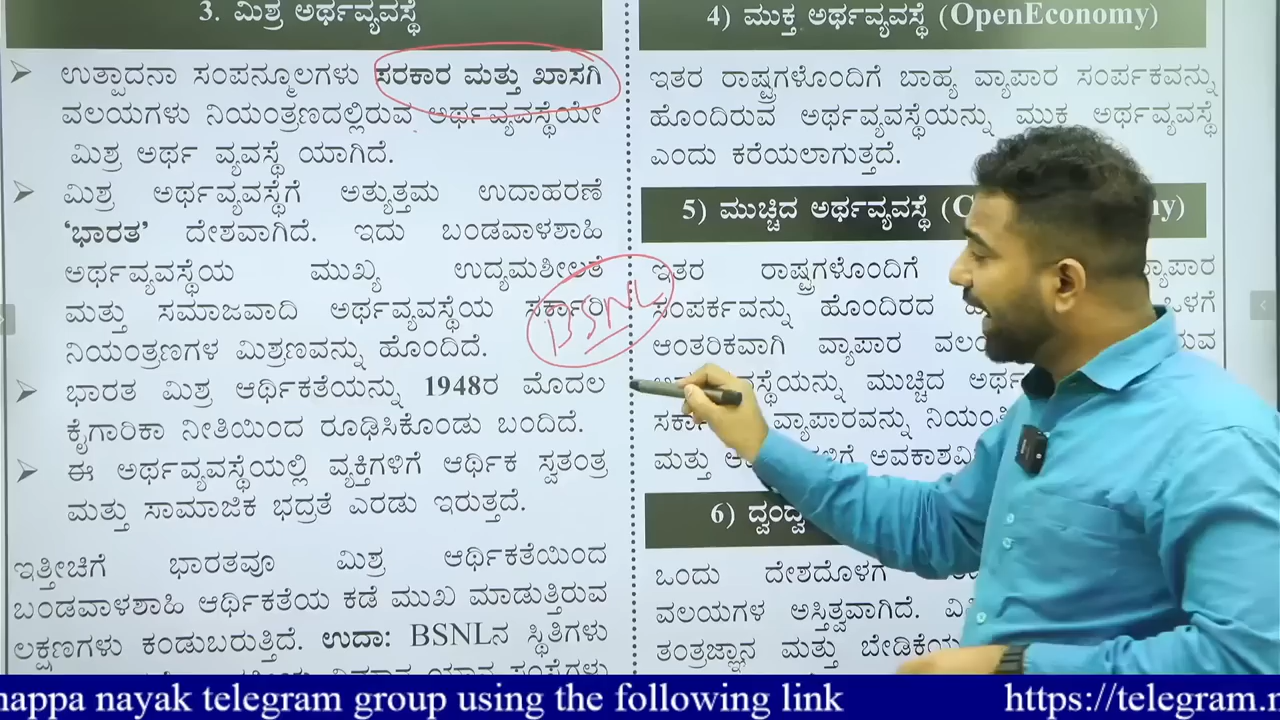 3. ಮಿಶ್ರ ಅರ್ಥವ್ಯವಸ್ಥೆ
ಉತ್ಪಾದನಾ ಸಂಪನ್ಮೂಲಗಳು ಸರಕಾರ ಮತ್ತು ಖಾಸಗಿ
ವಲಯಗಳು ನಿಯಂತ್ರಣದಲ್ಲಿರುವ ಅರ್ಥವ್ಯವಸ್ಥೆಯೇ
ಮಿಶ್ರ ಅರ್ಥ ವ್ಯವಸ್ಥೆ ಯಾಗಿದೆ.
ಮಿಶ್ರ ಅರ್ಥವ್ಯವಸ್ಥೆಗೆ ಅತ್ಯುತ್ತಮ ಉದಾಹರಣೆ
'ಭಾರತ' ದೇಶವಾಗಿದೆ. ಇದು ಬಂಡವಾಳಶಾಹಿ
ಅರ್ಥವ್ಯವಸ್ಥೆಯ ಮುಖ್ಯ ಉದ್ಯಮಶೀಲತೆ
ಮತ್ತು ಸಮಾಜವಾದಿ ಅರ್ಥವ್ಯವಸ್ಥೆಯ ಸರ್ಕಾರಿ
ನಿಯಂತ್ರಣಗಳ ಮಿಶ್ರಣವನ್ನು ಹೊಂದಿದೆ.
BSNL
ಭಾರತ ಮಿಶ್ರ ಆರ್ಥಿಕತೆಯನ್ನು 1948ರ ಮೊದಲ
ಕೈಗಾರಿಕಾ ನೀತಿಯಿಂದ ರೂಢಿಸಿಕೊಂಡು ಬಂದಿದೆ.
ಈ ಅರ್ಥವ್ಯವಸ್ಥೆಯಲ್ಲಿ ವ್ಯಕ್ತಿಗಳಿಗೆ ಆರ್ಥಿಕ ಸ್ವತಂತ್ರ
ಮತ್ತು ಸಾಮಾಜಿಕ ಭದ್ರತೆ ಎರಡು ಇರುತ್ತದೆ.
ಇತ್ತೀಚಿಗೆ ಭಾರತವೂ ಮಿಶ್ರ ಆರ್ಥಿಕತೆಯಿಂದ
ಬಂಡವಾಳಶಾಹಿ ಆರ್ಥಿಕತೆಯ ಕಡೆ ಮುಖ ಮಾಡುತ್ತಿರುವ
ಲಕ್ಷಣಗಳು ಕಂಡುಬರುತ್ತಿದೆ. ಉದಾ: BSNLನ ಸ್ಥಿತಿಗಳು
4) ಮುಕ್ತ ಅರ್ಥವ್ಯವಸ್ಥೆ (OpenEconomy)
ಇತರ ರಾಷ್ಟ್ರಗಳೊಂದಿಗೆ ಬಾಹ್ಯ ವ್ಯಾಪಾರ ಸಂರ್ಪಕವನ್ನು
ಹೊಂದಿರುವ ಅರ್ಥವ್ಯವಸ್ಥೆಯನ್ನು ಮುಕ್ತ ಅರ್ಥವ್ಯವಸ್ಥೆ
ಎಂದು ಕರೆಯಲಾಗುತ್ತದೆ.
5) ಮುಚ್ಚಿದ ಅರ್ಥವ್ಯವಸ್ಥೆ
ಇತರ ರಾಷ್ಟ್ರಗಳೊಂದಿಗೆ
ಸಂಪರ್ಕವನ್ನು ಹೊಂದಿರದ
ಆಂತರಿಕವಾಗಿ ವ್ಯಾಪಾರ
ಮುಚ್ಚಿದ
ವ್ಯಾಪಾರವನ್ನು
ಮತ್ತು
6)
ಒಂದು ದೇಶದೊಳಗೆ
ವಲಯಗಳ ಅಸ್ತಿತ್ವವಾಗಿದೆ.
ತಂತ್ರಜ್ಞಾನ ಮತ್ತು ಬೇಡಿಕೆಯ
nappa nayak telegram group using the following link https://telegram.